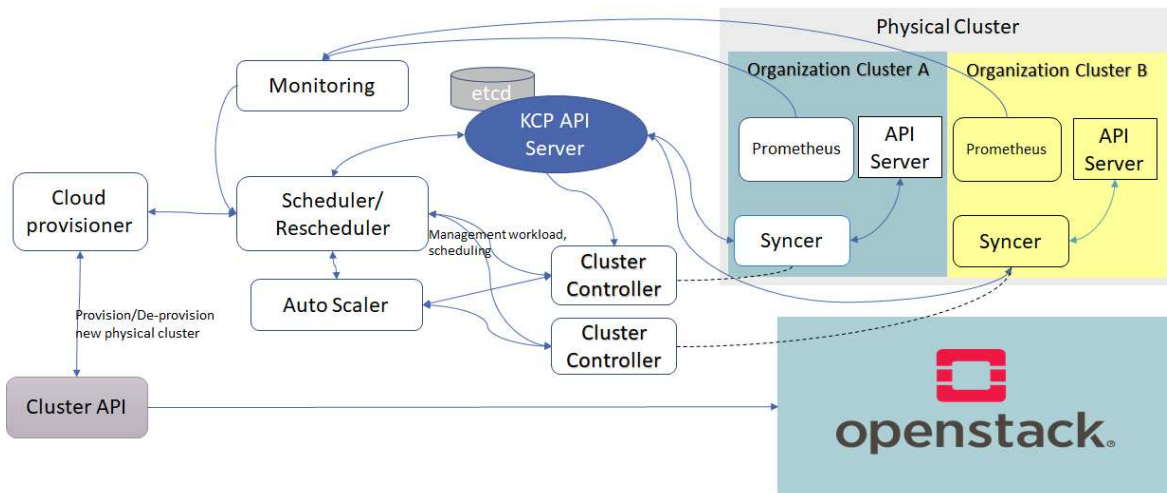 Physical Cluster
Organization Cluster A
Organization Cluster B
Monitoring
etcd
KCP API
Server
Prometheus
API
Server
Prometheus
API
Server
Cloud
provisioner
Scheduler/
Rescheduler
Management workload,
scheduling
Syncer
Syncer
Cluster
Controller
Auto Scaler
Provision/De-provision
new physical cluster
Cluster
Controller
Cluster API
openstack®